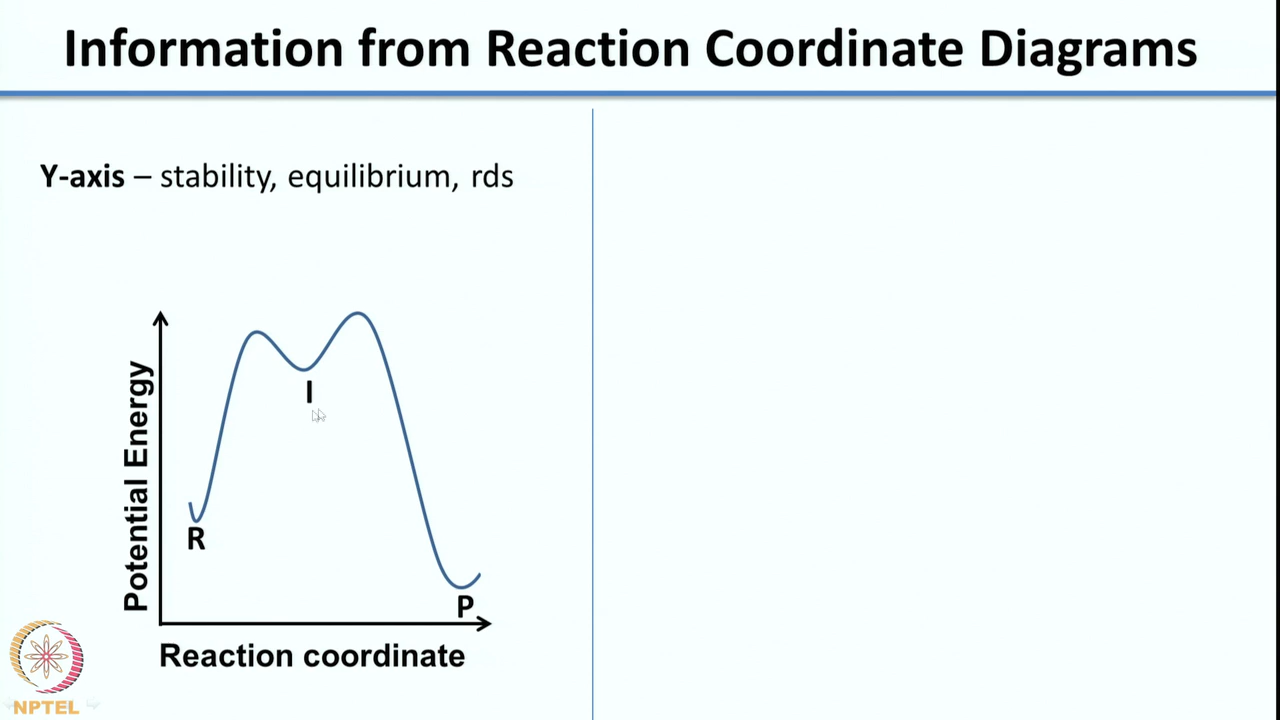 Information from Reaction Coordinate Diagrams
Y-axis – stability, equilibrium, rds
Potential Energy
I
R
P
Reaction coordinate
NPTEL